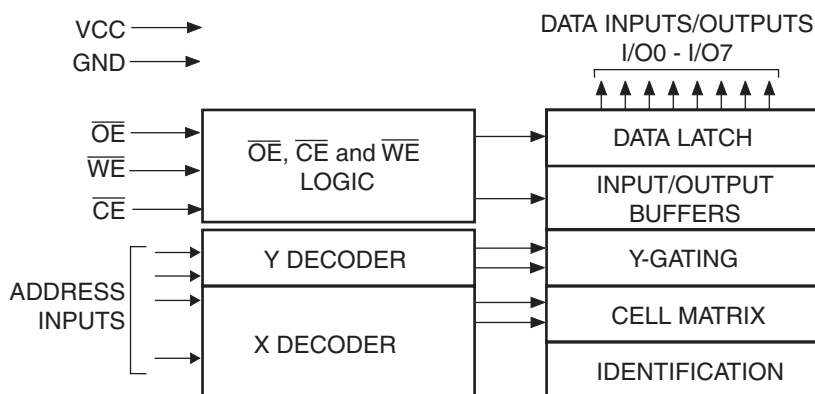 VCC
GND
OE
WE
CE
ADDRESS
INPUTS
OE, CE and WE
LOGIC
Y DECODER
X DECODER
DATA INPUTS/OUTPUTS
I/O0 - I/O7
DATA LATCH
INPUT/OUTPUT
BUFFERS
Y-GATING
CELL MATRIX
IDENTIFICATION